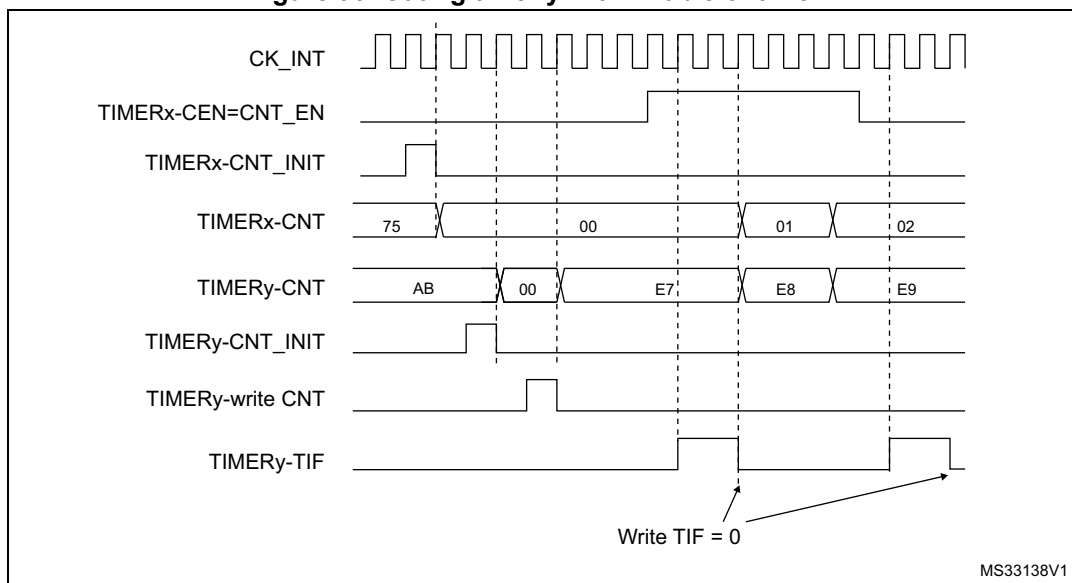 CK_INT
TIMERx-CEN=CNT_EN
TIMERx-CNT_INIT
TIMERx-CNT 75 00 01 02
TIMERy-CNT AB 00 E7 E8 E9
TIMERy-CNT_INIT
TIMERy-write CNT
TIMERy-TIF
Write TIF = 0
MS33138V1